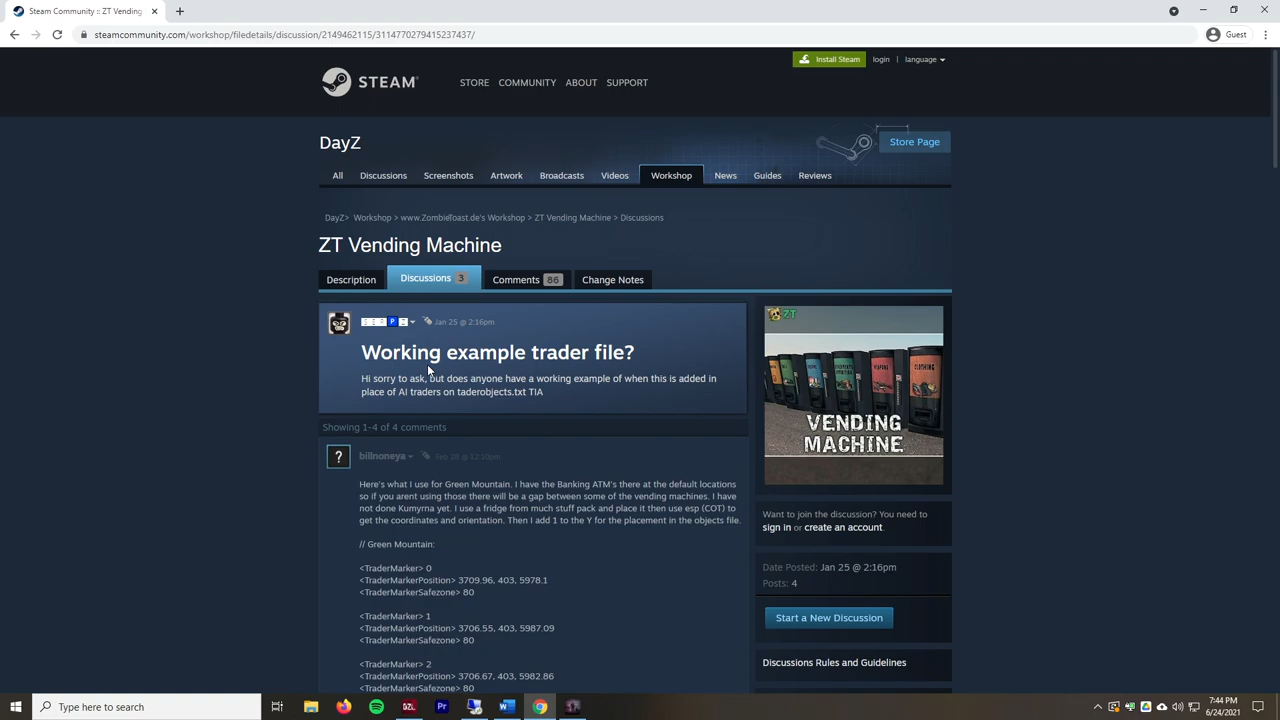 Steam Community :: ZT Vending
steamcommunity.com/workshop/filedetails/discussion/2149462115/3114770279415237437/
Guest
Install Steam
login | language
STEAM
STORE COMMUNITY ABOUT SUPPORT
DayZ
Store Page
All Discussions Screenshots Artwork Broadcasts Videos Workshop News Guides Reviews
DayZ> Workshop > www.ZombieToast.de's Workshop > ZT Vending Machine > Discussions
ZT Vending Machine
Description Discussions 3 Comments 86 Change Notes
Jan 25 @ 2:16pm
Working example trader file?
Hi sorry to ask, but does anyone have a working example of when this is added in
place of AI traders on taderobjects.txt TIA
Showing 1-4 of 4 comments
?
billnoneya Feb 28 @ 12:10pm
Here's what I use for Green Mountain. I have the Banking ATM's there at the default locations
so if you arent using those there will be a gap between some of the vending machines. I have
not done Kumyrna yet. I use a fridge from much stuff pack and place it then use esp (COT) to
get the coordinates and orientation. Then I add 1 to the Y for the placement in the objects file.
// Green Mountain:
<TraderMarker> 0
<TraderMarkerPosition> 3709.96, 403, 5978.1
<TraderMarkerSafezone> 80
<TraderMarker> 1
<TraderMarkerPosition> 3706.55, 403, 5987.09
<TraderMarkerSafezone> 80
<TraderMarker> 2
<TraderMarkerPosition> 3706.67, 403, 5982.86
<TraderMarkerSafezone> 80
ZT
VENDING
MACHINE
Want to join the discussion? You need to
sign in or create an account.
Date Posted: Jan 25 @ 2:16pm
Posts: 4
Start a New Discussion
Discussions Rules and Guidelines
Type here to search
DZL
Pr
7:44 PM
6/24/2021